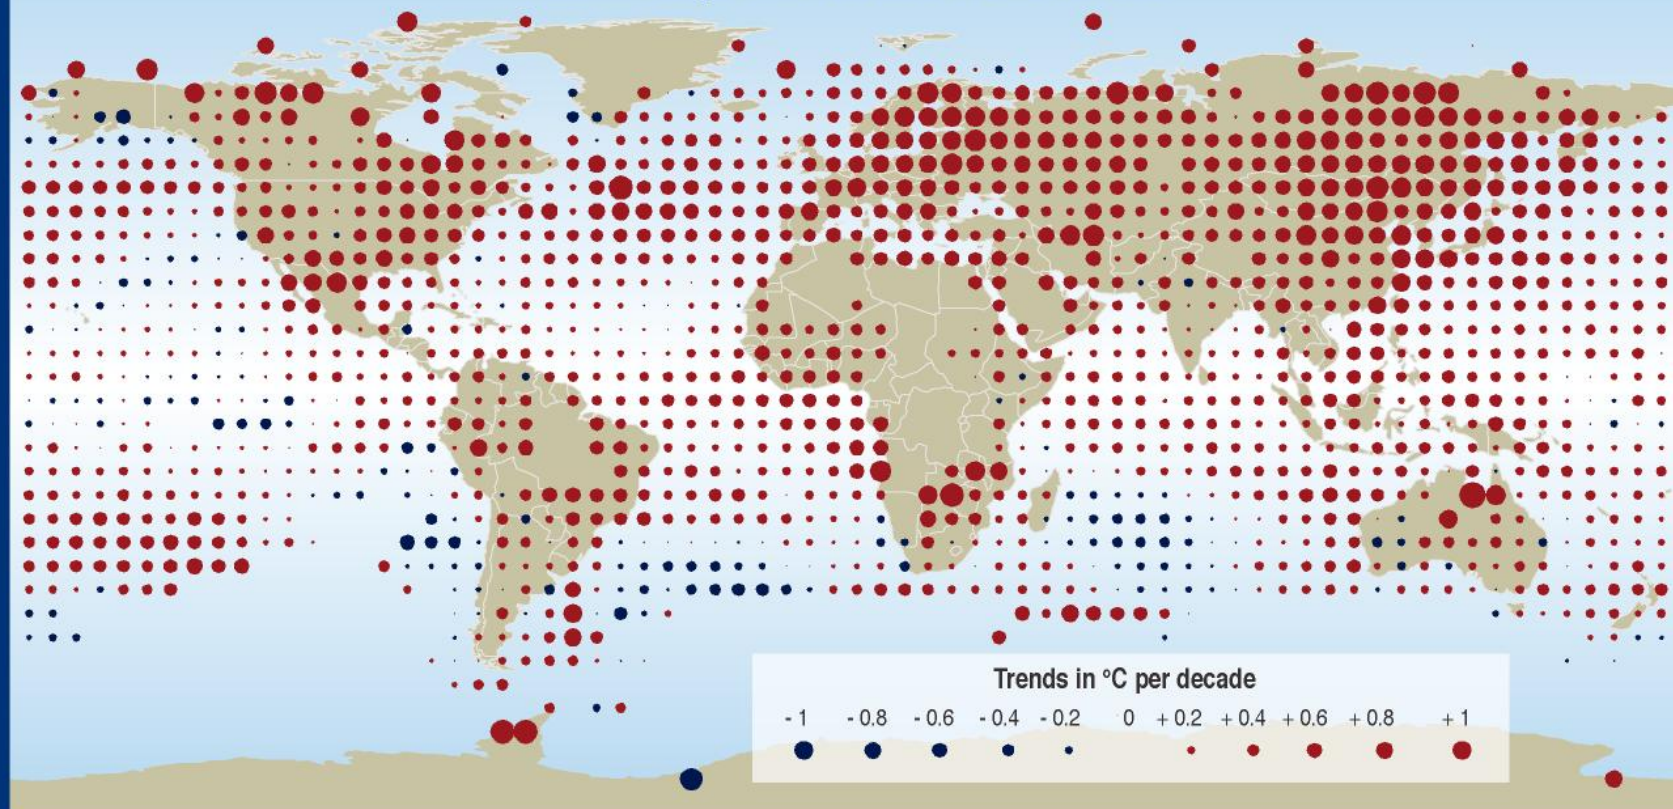 Trends in °C per decade
- 1 - 0.8 - 0.6 - 0.4 - 0.2 0 + 0.2 + 0.4 + 0.6 + 0.8 + 1